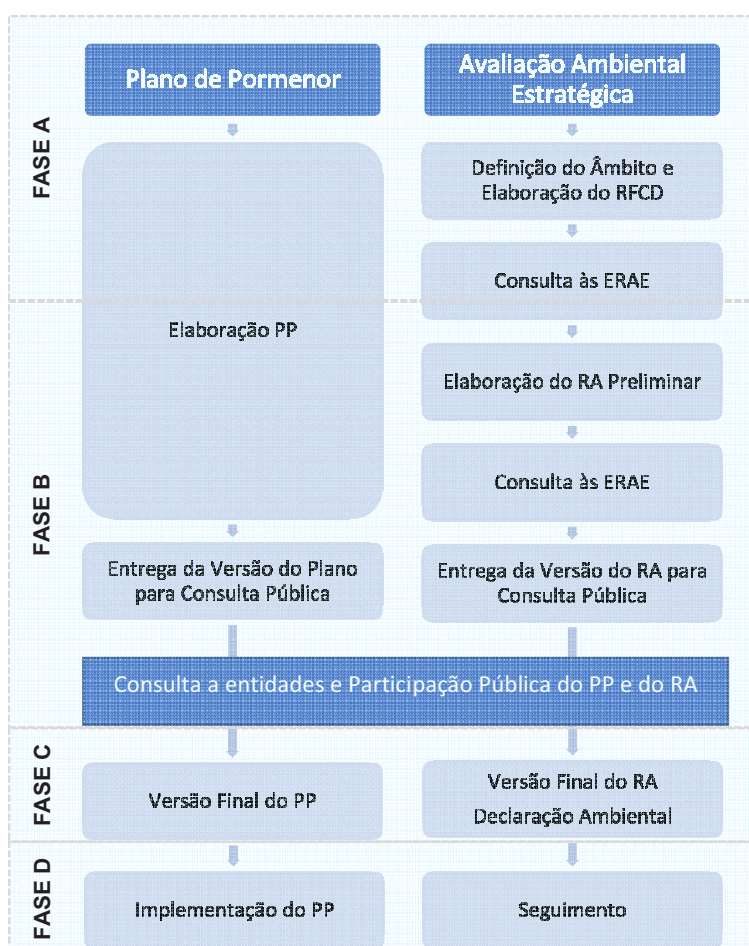 FASE A
Plano de Pormenor
Avaliação Ambiental
Estratégica
Definição do Âmbito e
Elaboração do RFCD
Consulta às ERAE
Elaboração PP
FASE B
Elaboração do RA Preliminar
Consulta às ERAE
Entrega da Versão do Plano
para Consulta Pública
Entrega da Versão do RA para
Consulta Pública
Consulta a entidades e Participação Pública do PP e do RA
FASE C
Versão Final do PP
Versão Final do RA
Declaração Ambiental
FASE D
Implementação do PP
Seguimento